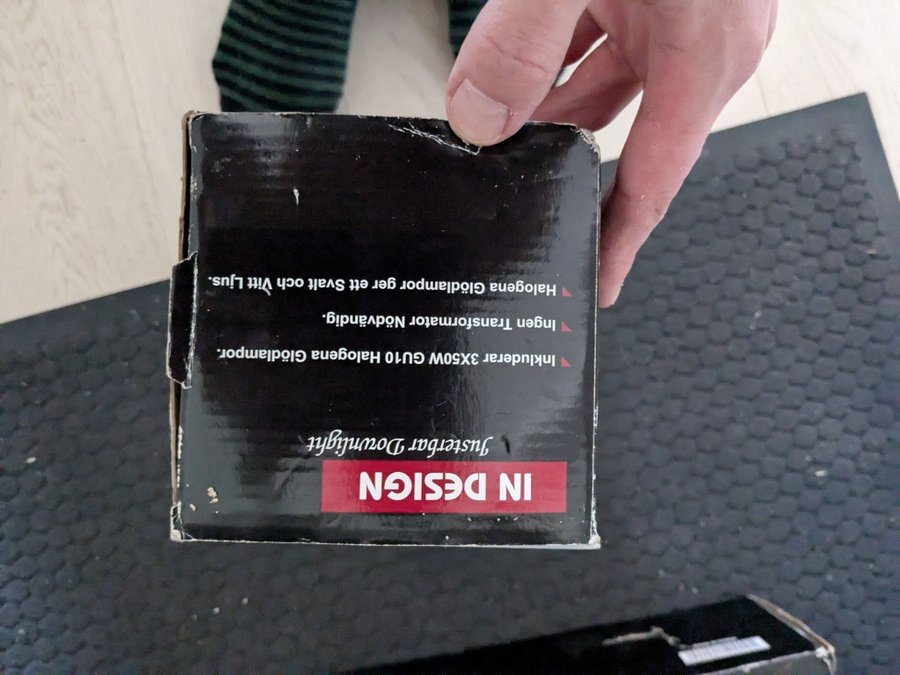 IN DESIGN
Justerbar Downlight
Inkluderar 3X50W GU10 Halogena Glödlampor.
Ingen Transformator Nödvändig.
Halogena Glödlampor ger ett Svalt och Vitt Ljus.